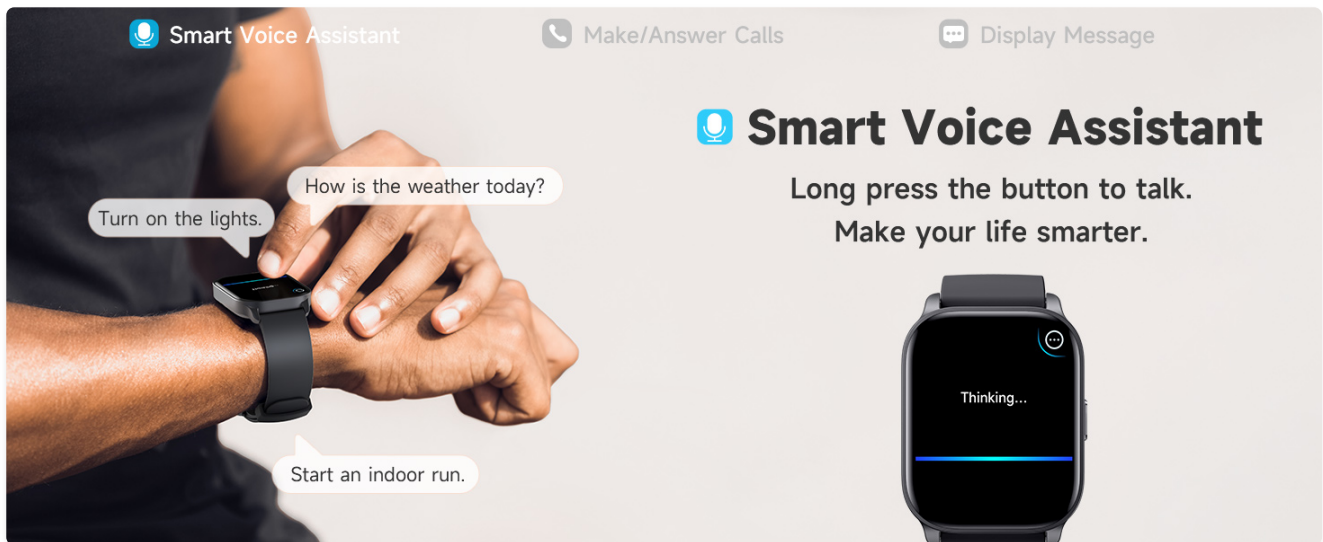 Smart Voice Assistant
Make/Answer Calls
Display Message
Smart Voice Assistant
Long press the button to talk.
Make your life smarter.
How is the weather today?
Turn on the lights.
Thinking...
Start an indoor run.